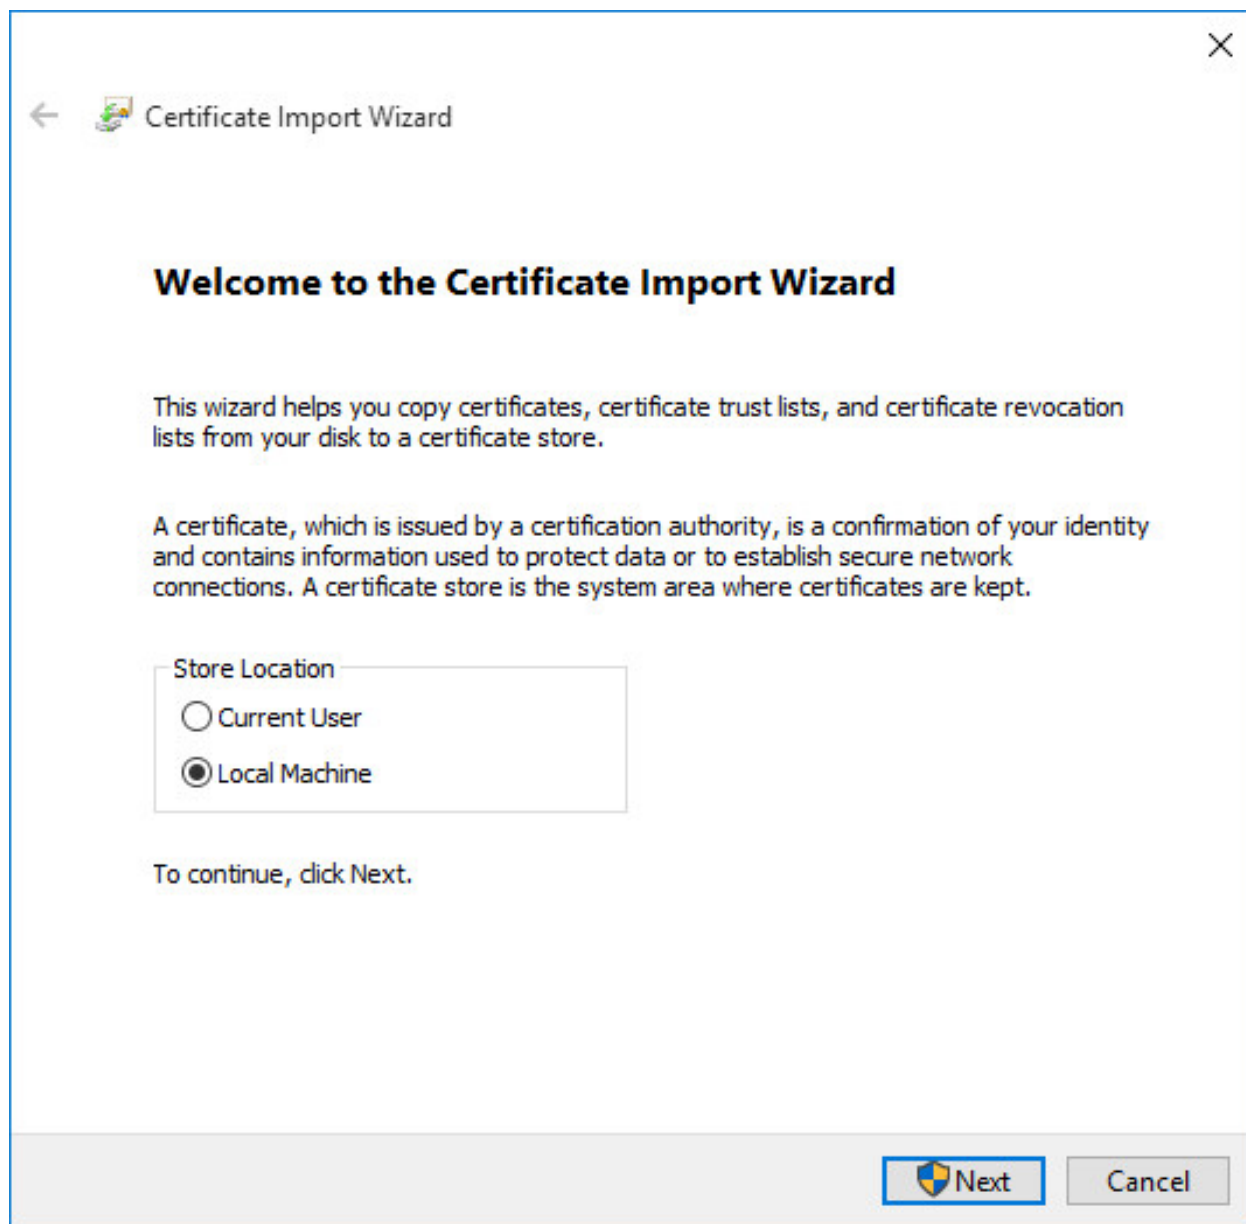 Certificate Import Wizard
Welcome to the Certificate Import Wizard
This wizard helps you copy certificates, certificate trust lists, and certificate revocation
lists from your disk to a certificate store.
A certificate, which is issued by a certification authority, is a confirmation of your identity
and contains information used to protect data or to establish secure network
connections. A certificate store is the system area where certificates are kept.
Store Location
Current User
Local Machine
To continue, click Next.
Next
Cancel